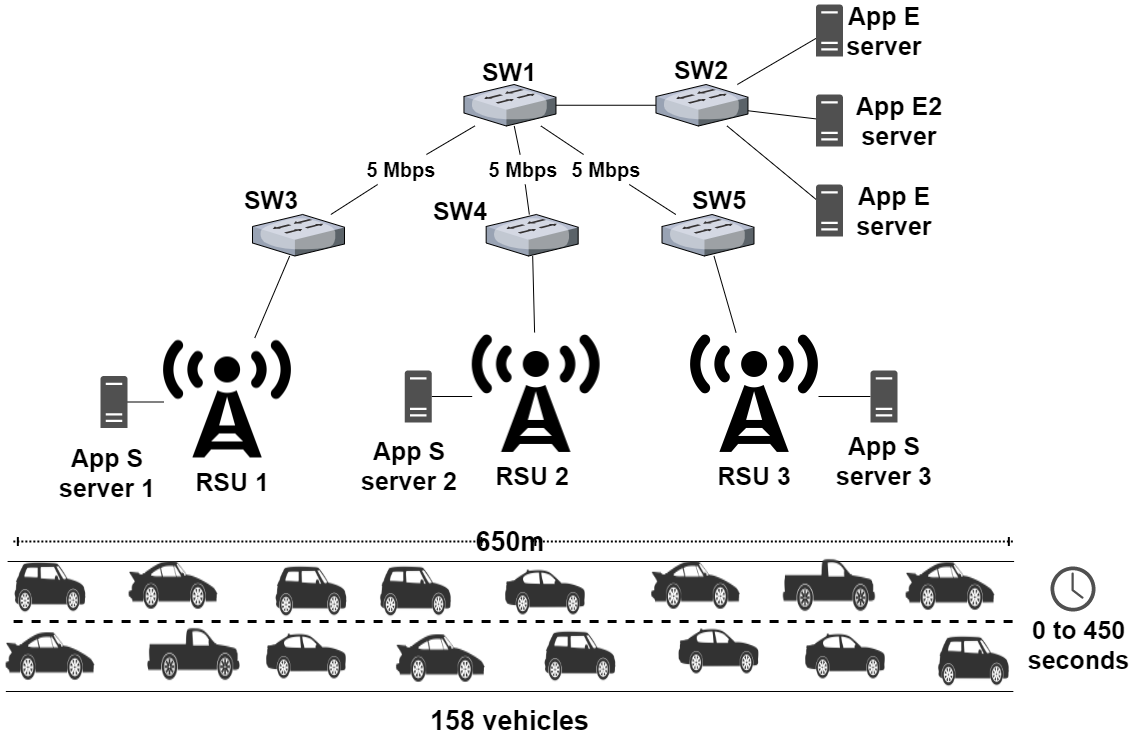 App E
server
SW1
SW2
App E2
server
5 Mbps
5 Mbps
5 Mbps
App E
server
SW3
SW4
SW5
App S
server 1
RSU 1
App S
server 2
RSU 2
RSU 3
App S
server 3
650m
0 to 450
seconds
158 vehicles